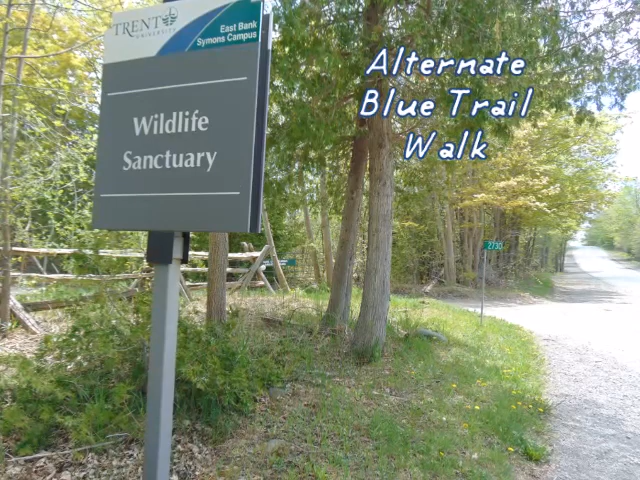 TRENT
UNIVERSITY
East Bank
Symons Campus
Wildlife
Sanctuary
Alternate
Blue Trail
Walk
2730